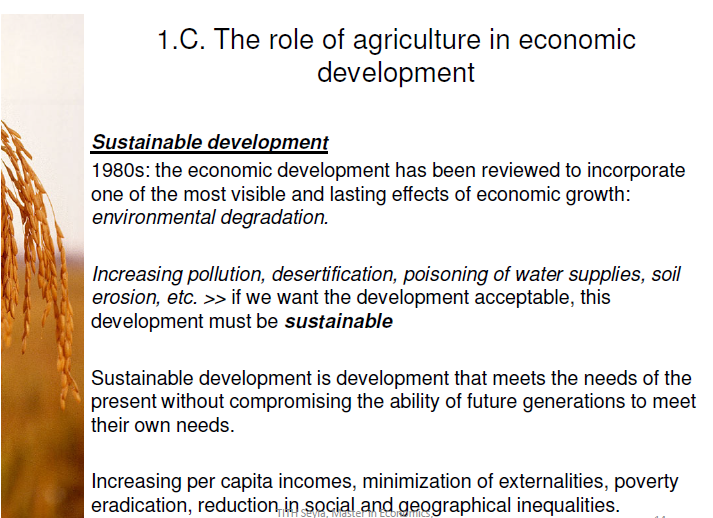 1.C. The role of agriculture in economic
development
Sustainable development
1980s: the economic development has been reviewed to incorporate
one of the most visible and lasting effects of economic growth:
environmental degradation.
Increasing pollution, desertification, poisoning of water supplies, soil
erosion, etc. >> if we want the development acceptable, this
development must be sustainable
Sustainable development is development that meets the needs of the
present without compromising the ability of future generations to meet
their own needs.
Increasing per capita incomes, minimization of externalities, poverty
eradication, reduction in social and geographical inequalities.
TITH Seyla, Master in Economics,